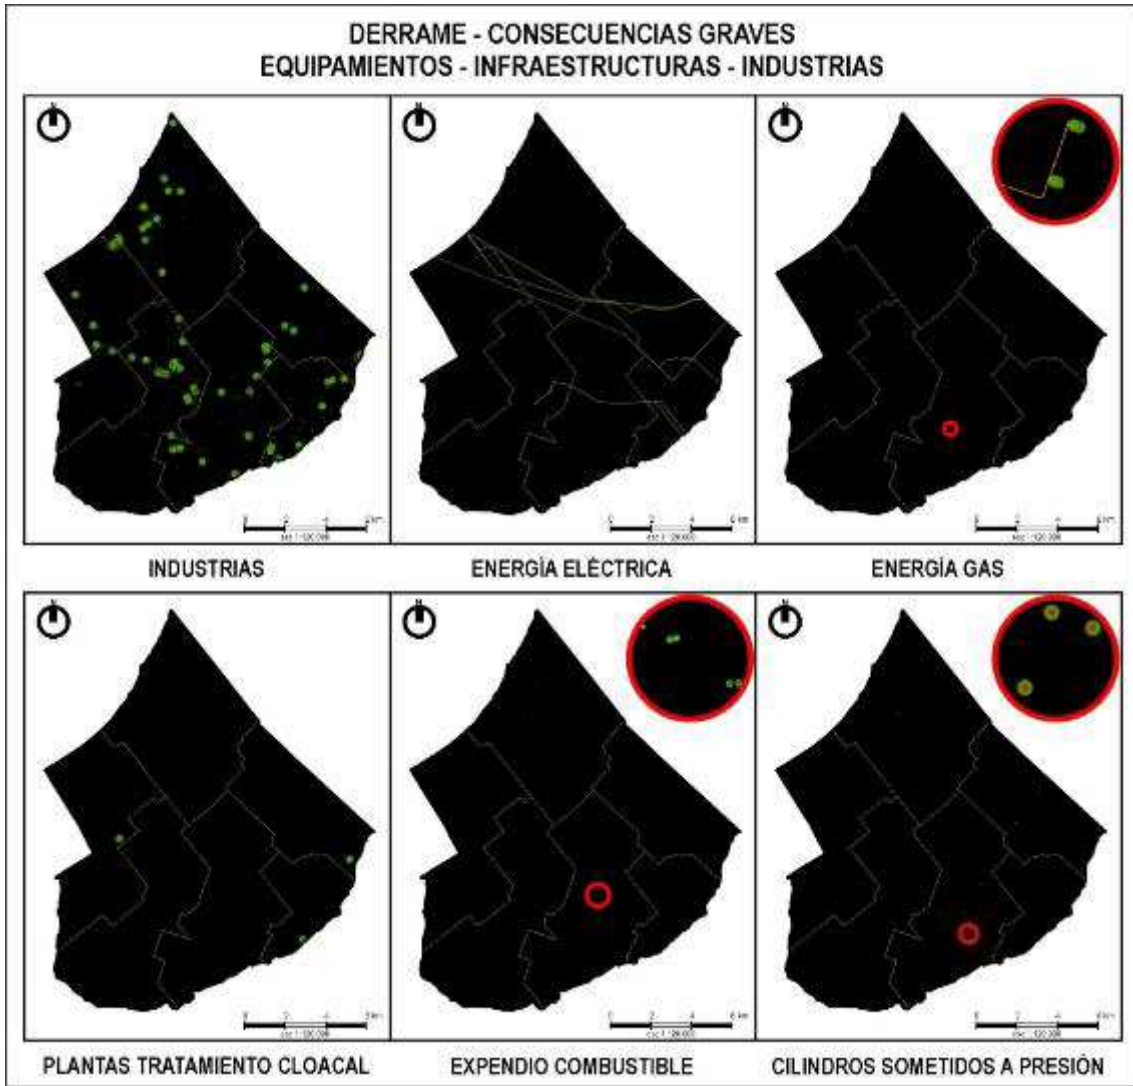 DERRAME - CONSECUENCIAS GRAVES
EQUIPAMIENTOS - INFRAESTRUCTURAS - INDUSTRIAS
INDUSTRIAS
ENERGÍA ELÉCTRICA
ENERGÍA GAS
PLANTAS TRATAMIENTO CLOACAL
EXPENDIO COMBUSTIBLE
CILINDROS SOMETIDOS A PRESIÓN